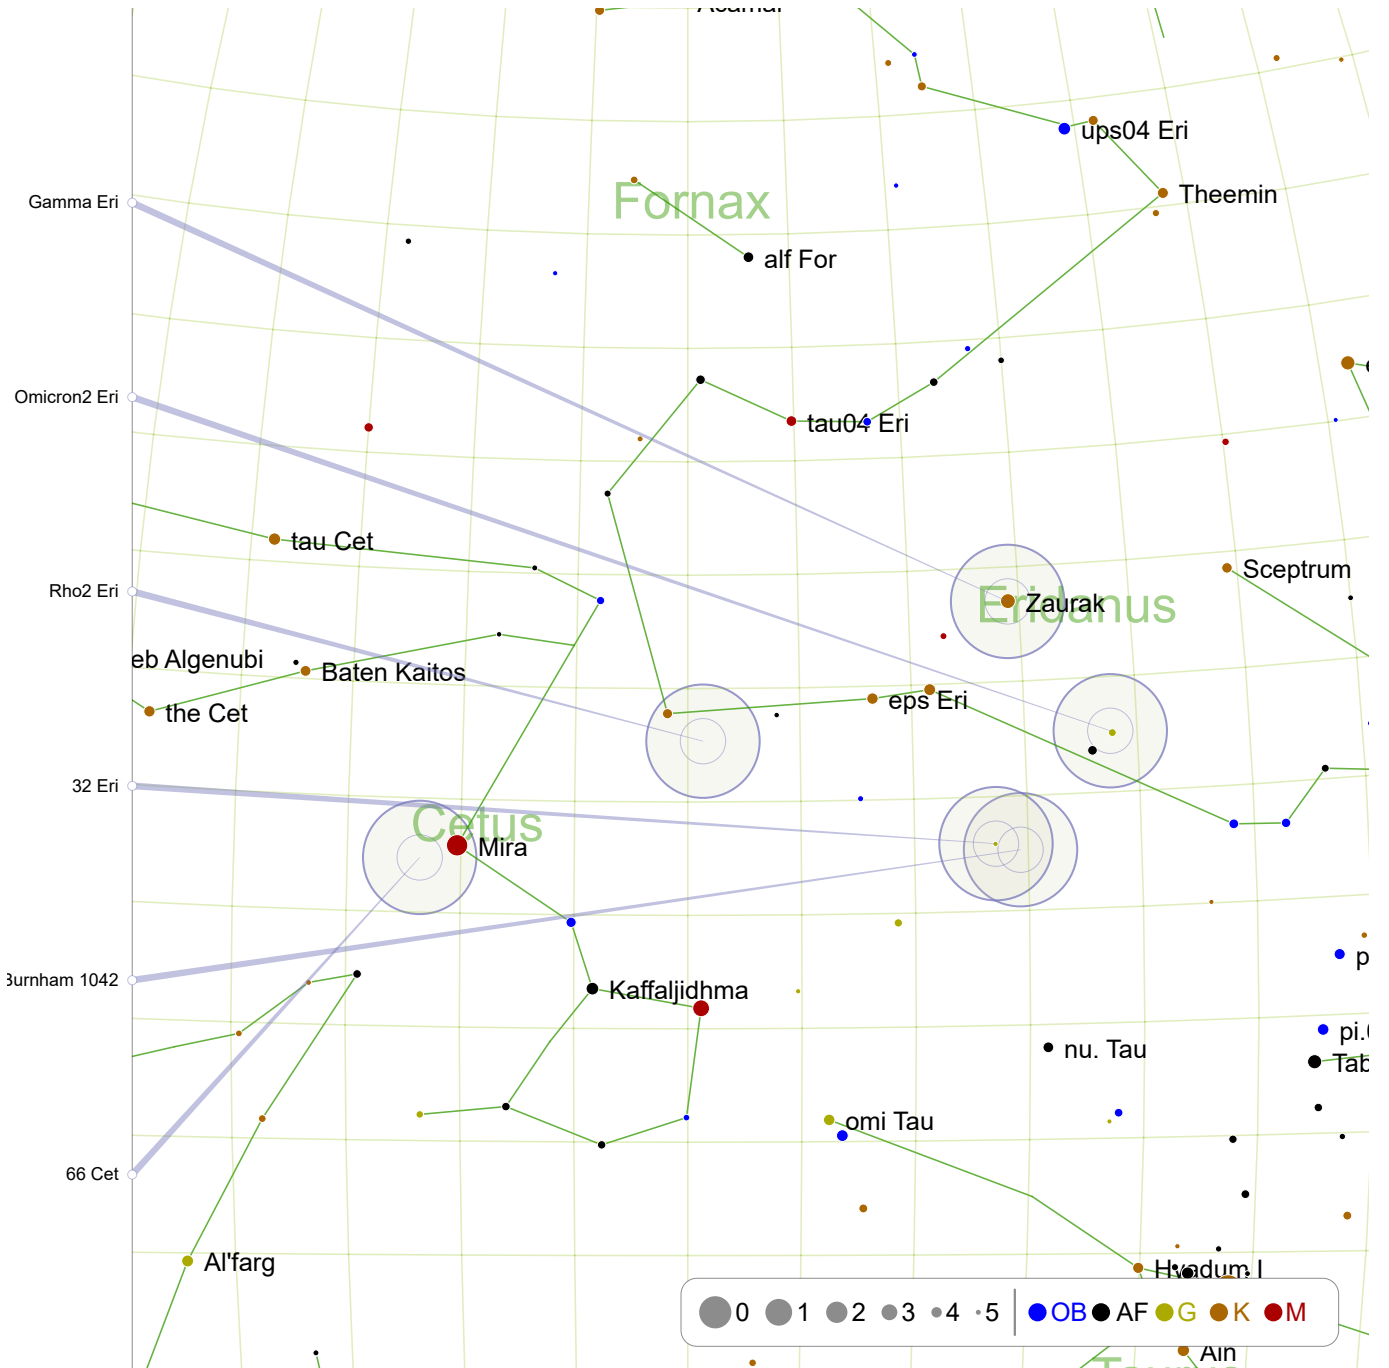 ups04 Eri
Theemin
Fornax
Gamma Eri
alf For
Omicron2 Eri
tau04 Eri
tau Cet
Sceptrum
Rho2 Eri
Eridanus
Zaurak
eb Algenubi
Baten Kaitos
eps Eri
the Cet
32 Eri
Cetus
Mira
Burnham 1042
p
Kaffaljidhma
pi.
nu. Tau
Tab
omi Tau
66 Cet
Al'farg
Hyadum I
0 1 2 3 4 5 OB AF G K M
Ain